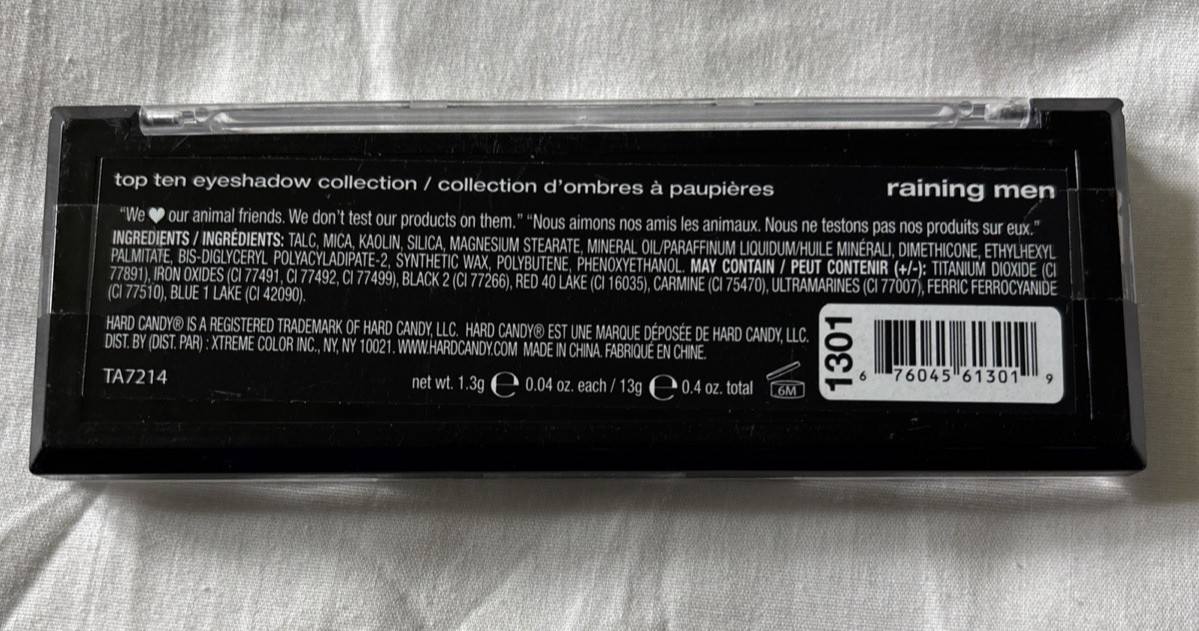 top ten eyeshadow collection / collection d'ombres à paupières
raining men
"We ♥ our animal friends. We don't test our products on them." "Nous aimons nos amis les animaux. Nous ne testons pas nos produits sur eux."
INGREDIENTS / INGRÉDIENTS: TALC, MICA, KAOLIN, SILICA, MAGNESIUM STEARATE, MINERAL OIL/PARAFFINUM LIQUIDUM/HUILE MINÉRALI, DIMETHICONE, ETHYLHEXYL
PALMITATE, BIS-DIGLYCERYL POLYACYLADIPATE-2, SYNTHETIC WAX, POLYBUTENE, PHENOXYETHANOL. MAY CONTAIN / PEUT CONTENIR (+/-): TITANIUM DIOXIDE (CI
77891), IRON OXIDES (CI 77491, CI 77492, CI 77499), BLACK 2 (CI 77266), RED 40 LAKE (CI 16035), CARMINE (CI 75470), ULTRAMARINES (CI 77007), FERRIC FERROCYANIDE
(CI 77510), BLUE 1 LAKE (CI 42090).
HARD CANDY® IS A REGISTERED TRADEMARK OF HARD CANDY, LLC. HARD CANDY® EST UNE MARQUE DÉPOSÉE DE HARD CANDY, LLC.
DIST. BY (DIST. PAR) : XTREME COLOR INC., NY, NY 10021. WWW.HARDCANDY.COM MADE IN CHINA. FABRIQUÉ EN CHINE.
TA7214
net wt. 1.3g ℮ 0.04 oz. each / 13g ℮ 0.4 oz. total
6M
1301
6 76045 61301 9